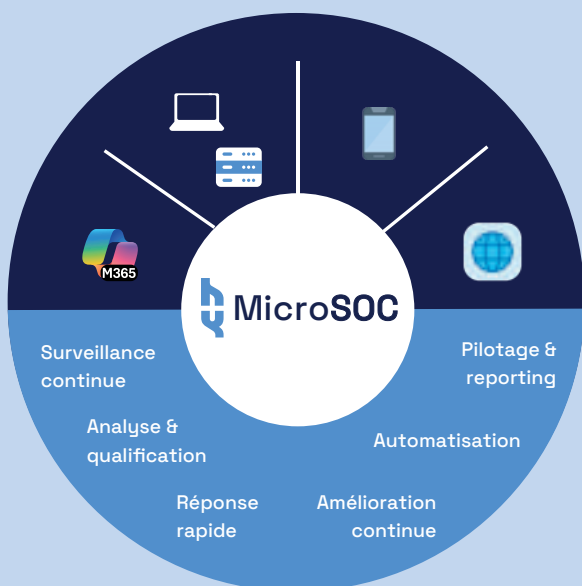 M365
MicroSOC
Surveillance
continue
Pilotage &
reporting
Analyse &
qualification
Automatisation
Réponse
rapide
Amélioration
continue